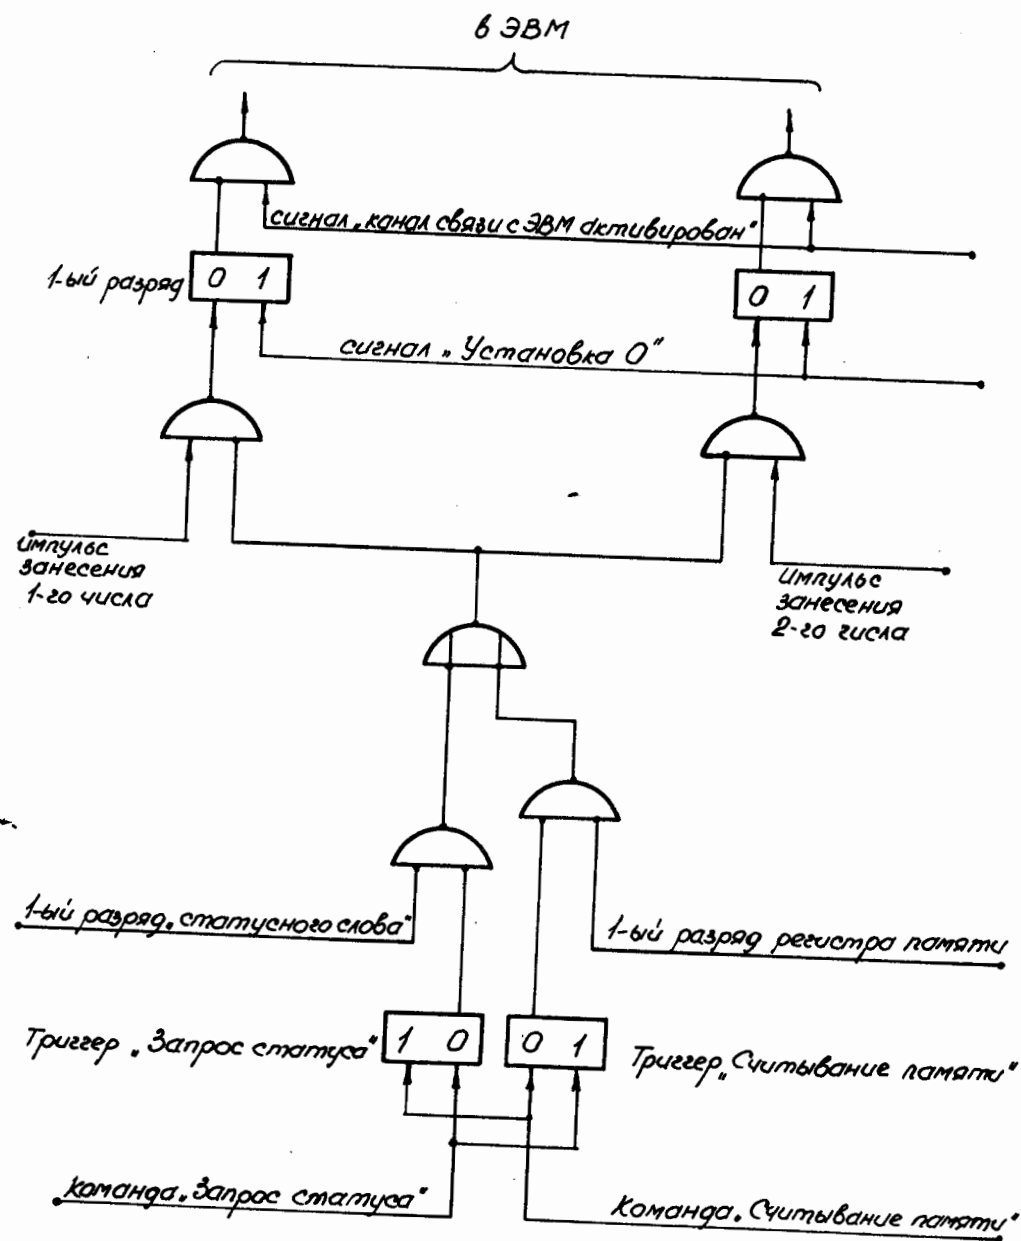 в ЭВМ
сигнал „канал связи с ЭВМ активирован"
1-ый разряд
0 1
0 1
сигнал „Установка 0"
импульс
занесения
1-го числа
импульс
занесения
2-го числа
1-ый разряд „статусного слова"
1-ый разряд регистра памяти
Триггер „Запрос статуса"
1 0
0 1
Триггер „Считывание памяти"
команда „Запрос статуса"
Команда „Считывание памяти"